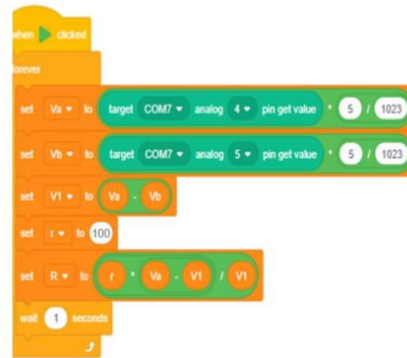 when clicked
forever
set Va to target COM7 analog 4 pin get value * 5 / 1023
set Vb to target COM7 analog 5 pin get value * 5 / 1023
set V1 to Va - Vb
set r to 100
set R to r * Va - V1 / V1
wait 1 seconds